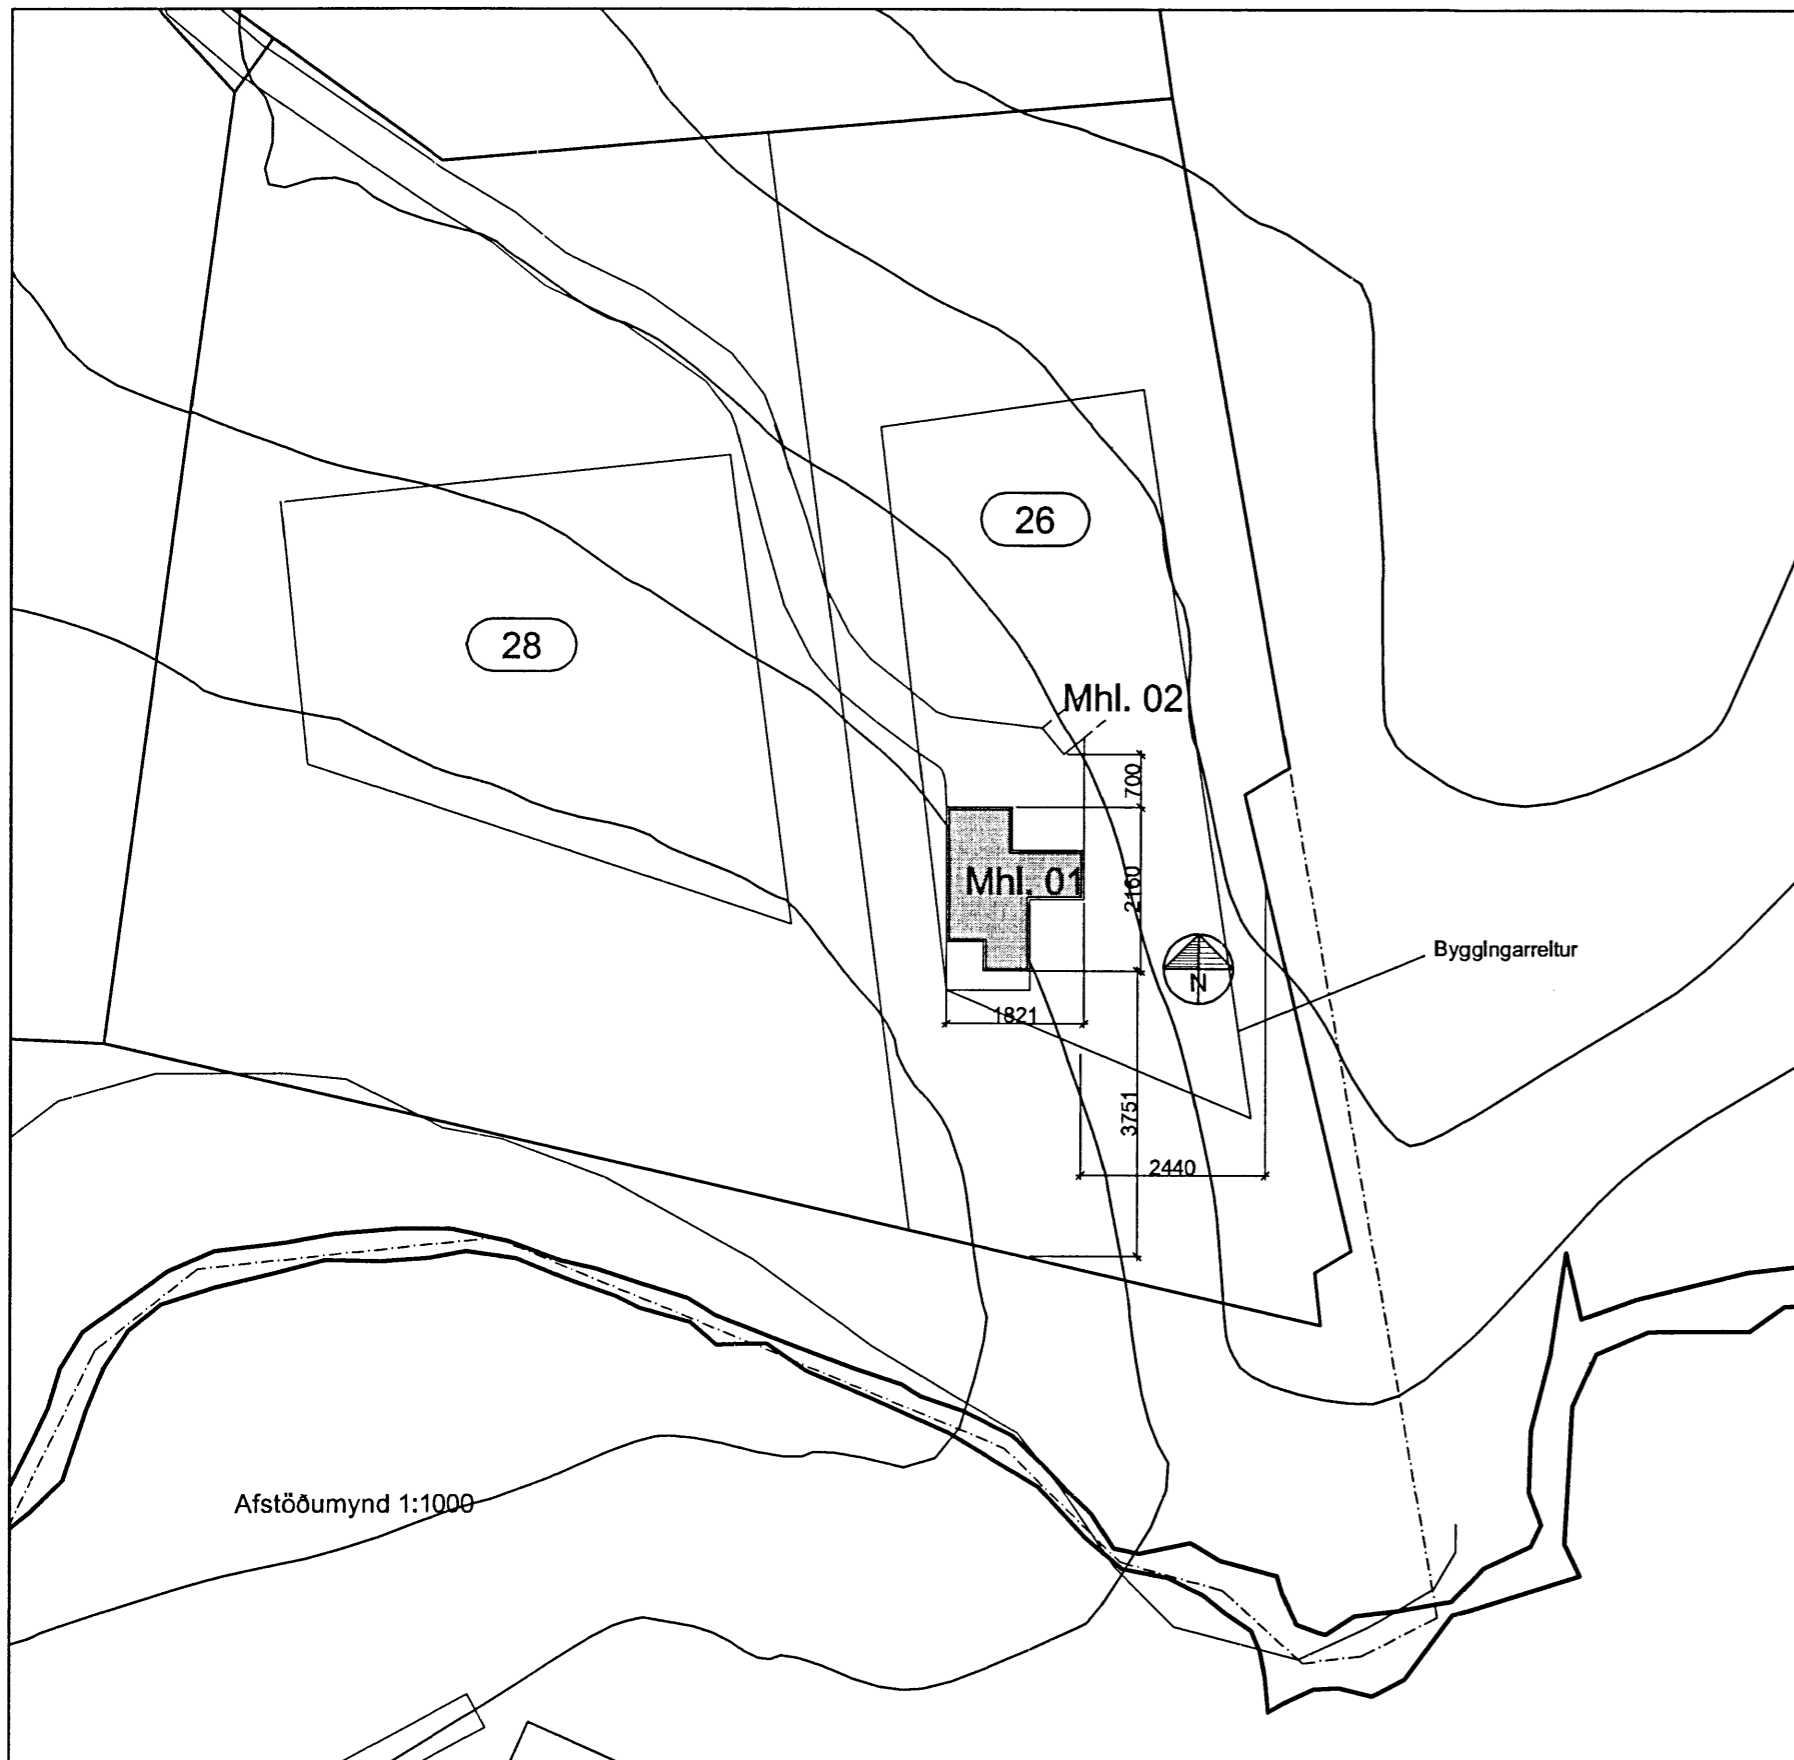 26
28
Mhl. 02
700
Mhl. 01
2160
Byggingarreitur
N
1821
3751
2440
Afstöðumynd 1:1000